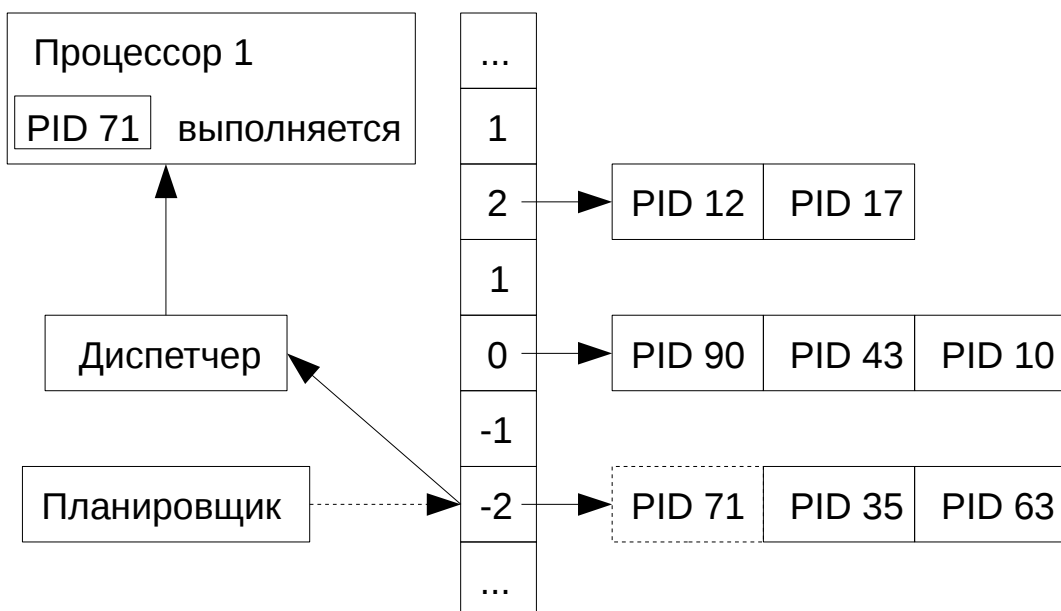 Процессор 1
PID 71 выполняется
...
1
2
PID 12 PID 17
1
Диспетчер
0
PID 90 PID 43 PID 10
-1
Планировщик
-2
PID 71 PID 35 PID 63
...